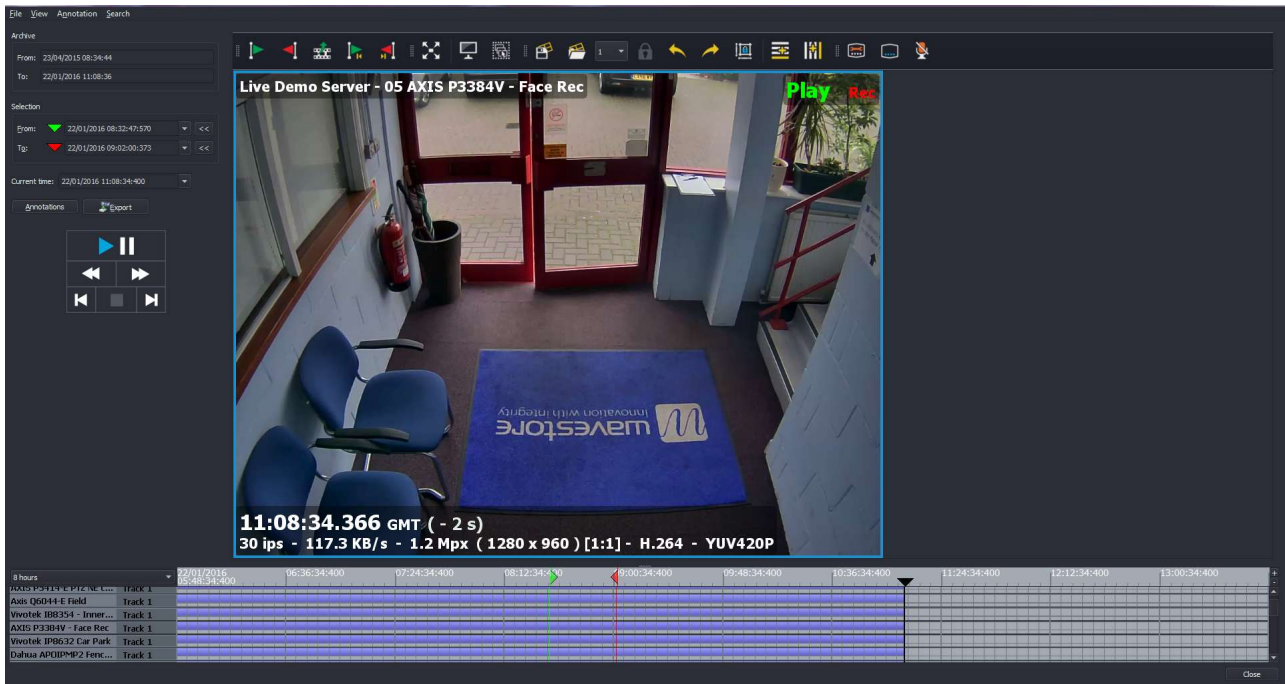 File View Annotation Search
Archive
From: 23/04/2015 08:34:44
To: 22/01/2016 11:08:36
Selection
From: 22/01/2016 08:32:47:570 <<
To: 22/01/2016 09:02:00:373 <<
Current time: 22/01/2016 11:08:34:400
Annotations Export
1
Live Demo Server - 05 AXIS P3384V - Face Rec
Play Rec
wavestore
innovation with integrity
11:08:34.366 GMT ( - 2 s)
30 ips - 117.3 KB/s - 1.2 Mpx ( 1280 x 960 ) [1:1] - H.264 - YUV420P
8 hours
22/01/2016
05:48:34:400 06:36:34:400 07:24:34:400 08:12:34:400 9:00:34:400 09:48:34:400 10:36:34:400 11:24:34:400 12:12:34:400 13:00:34:400
Track 1
Axis Q6044-E Field Track 1
Vivotek IB8354 - Inner... Track 1
AXIS P3384V - Face Rec Track 1
Vivotek IP8632 Car Park Track 1
Dahua APOIPMP2 Fenc... Track 1
Close